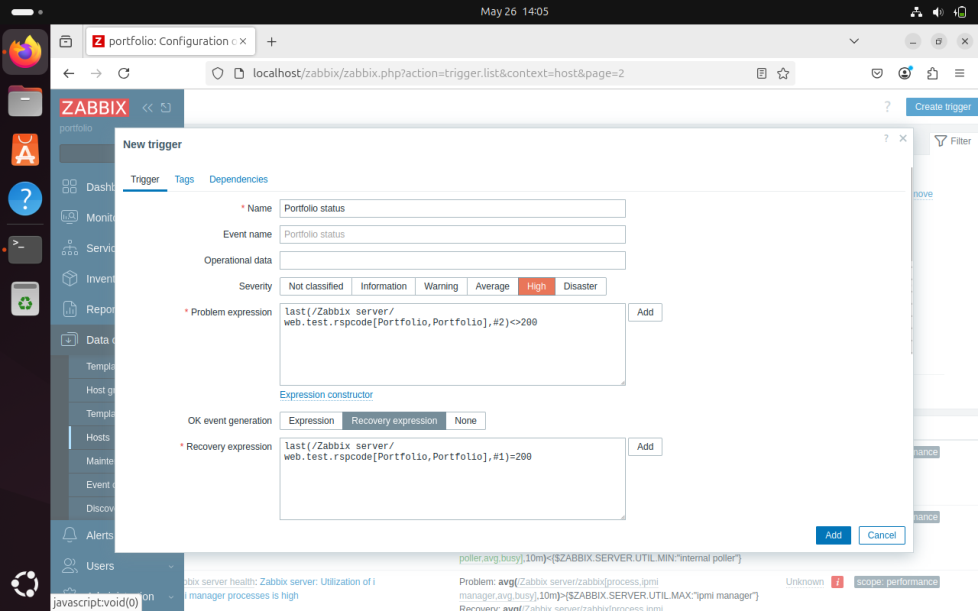 May 26 14:05
portfolio: Configuration o
localhost/zabbix/zabbix.php?action=trigger.list&context=host&page=2
ZABBIX
portfolio
? Create trigger
Filter
New trigger
?
Trigger Tags Dependencies
* Name Portfolio status
Event name Portfolio status
Operational data
Severity Not classified Information Warning Average High Disaster
* Problem expression last(/Zabbix server/
web.test.rspcode[Portfolio,Portfolio],#2)<>200
Add
Expression constructor
OK event generation Expression Recovery expression None
* Recovery expression last(/Zabbix server/
web.test.rspcode[Portfolio,Portfolio],#1)=200
Add
Add Cancel
Dashb
Monito
Servic
Invent
Repor
Data c
Templa
Host gr
Templa
Hosts
Mainte
Event c
Discov
Alerts
Users
Administration
javascript:void(0)
move
mance
mance
poller,avg,busy],10m)<{$ZABBIX.SERVER.UTIL.MIN:"internal poller"}
bbix server health: Zabbix server: Utilization of i
i manager processes is high
Problem: avg(/Zabbix server/zabbix[process,ipmi
manager,avg,busy],10m)>{$ZABBIX.SERVER.UTIL.MAX:"ipmi manager"}
Recovery: avg(/Zabbix server/zabbix[process,ipmi
Unknown i scope: performance